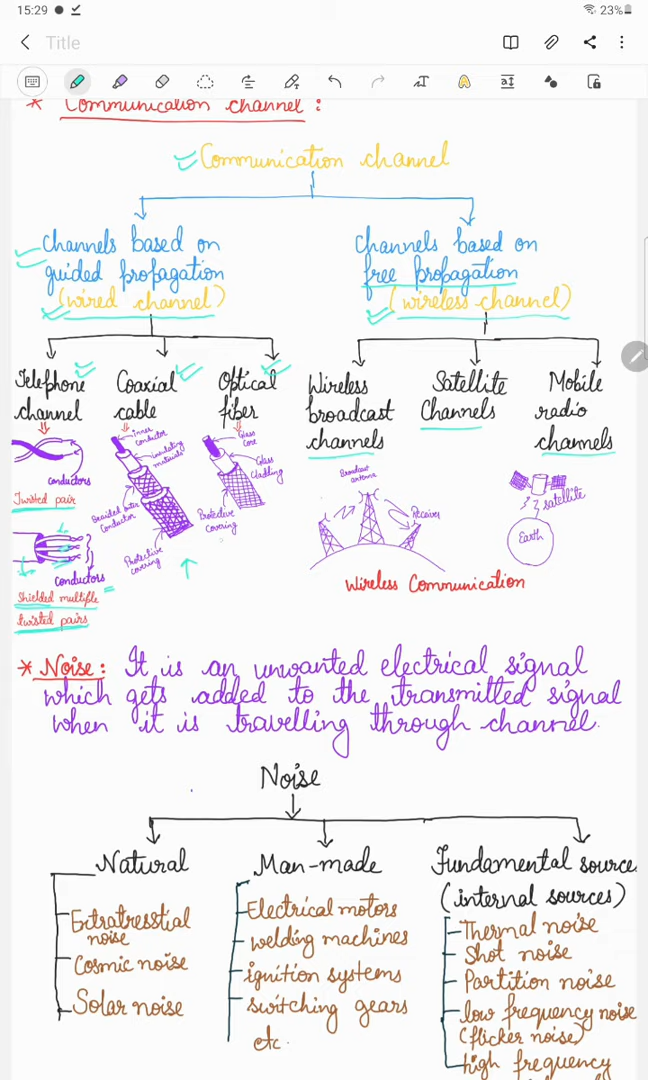 15:29
23%
Title
* Communication channel :
Communication channel
Channels based on
guided propagation
(wired channel)
Channels based on
free propagation
(wireless channel)
Telephone
channel
Coaxial
cable
Optical
fiber
Wireless
broadcast
channels
Satellite
Channels
Mobile
radio
channels
conductors
Twisted pair
conductors
Shielded multiple
twisted pairs
inner
conductor
insulating
materials
Braided outer
Conductor
Protective
covering
Glass
core
Glass
cladding
Protective
covering
Broadcast
antenna
Receiver
satellite
Earth
Wireless Communication
* Noise: It is an unwanted electrical signal
which gets added to the transmitted signal
when it is travelling through channel.
Noise
Natural
Extratresstial
noise
Cosmic noise
Solar noise
Man-made
Electrical motors
welding machines
ignition systems
switching gears
etc.
Fundamental source
(internal sources)
Thermal noise
Shot noise
Partition noise
low frequency noise
(flicker noise)
high frequency